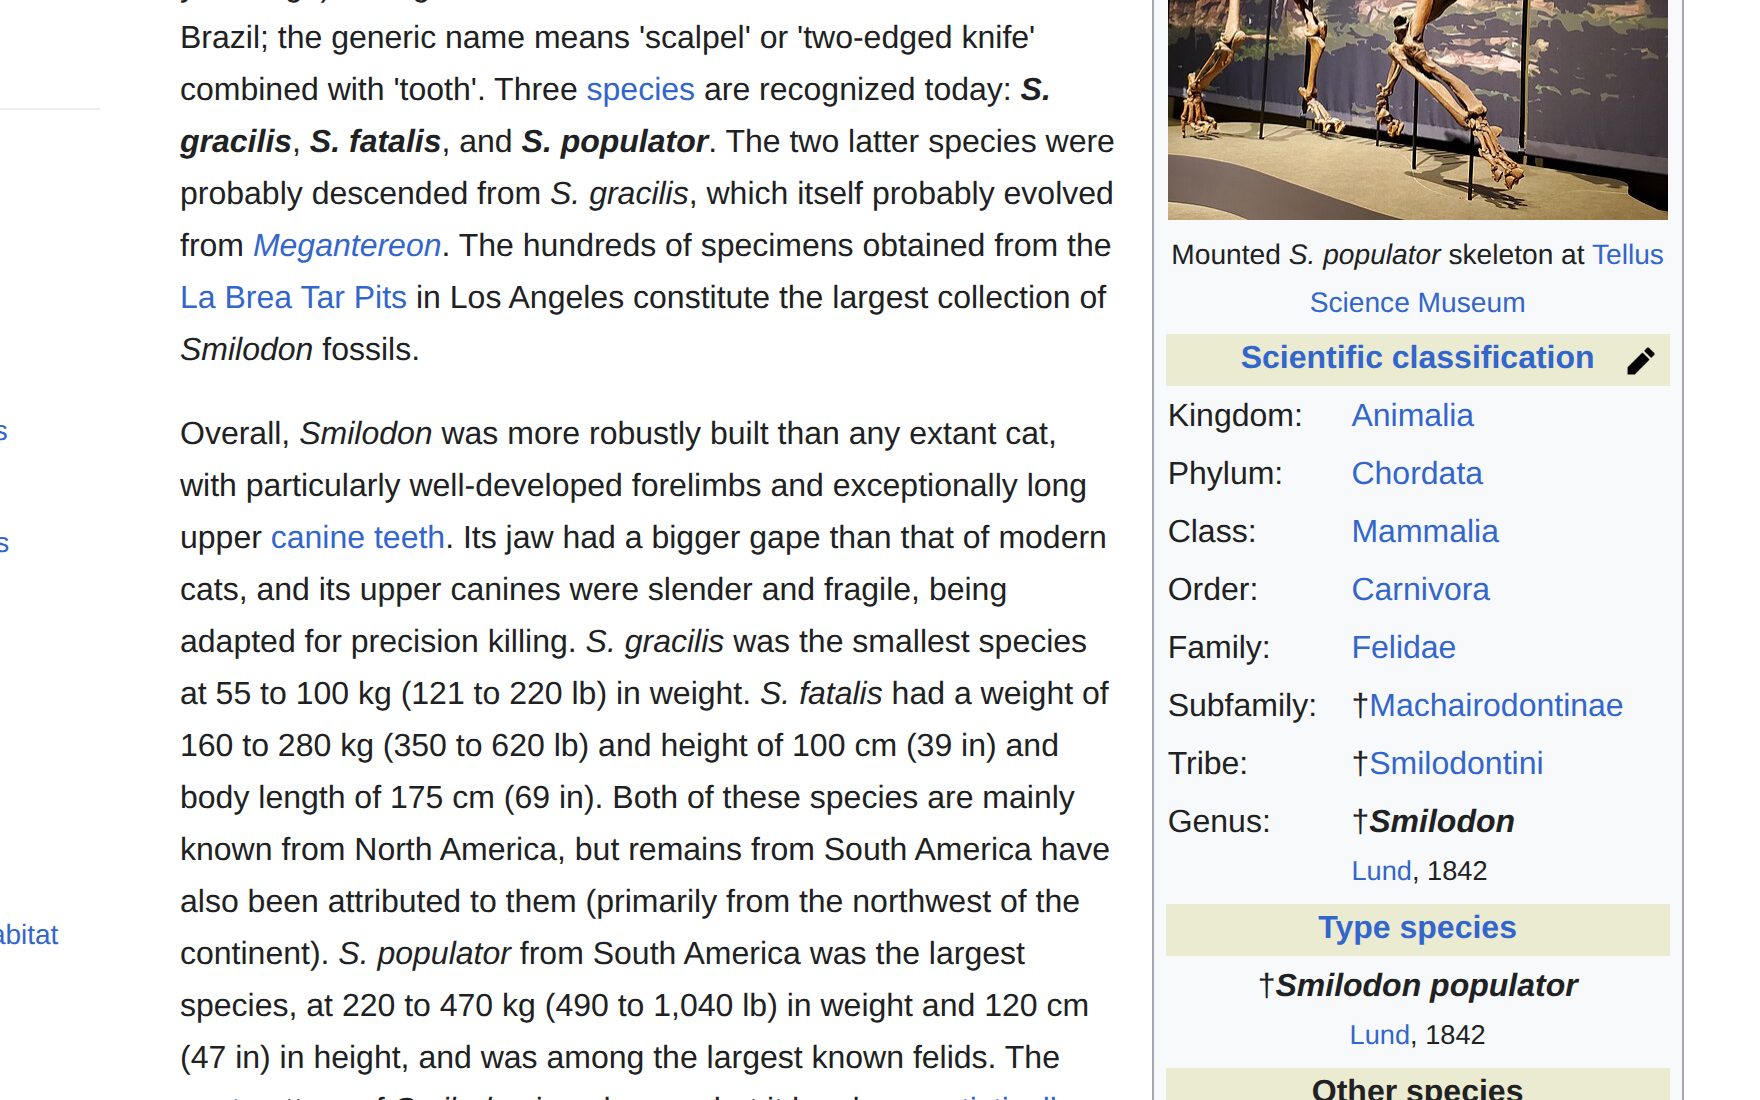 Brazil; the generic name means 'scalpel' or 'two-edged knife'
combined with 'tooth'. Three species are recognized today: S.
gracilis, S. fatalis, and S. populator. The two latter species were
probably descended from S. gracilis, which itself probably evolved
from Megantereon. The hundreds of specimens obtained from the
La Brea Tar Pits in Los Angeles constitute the largest collection of
Smilodon fossils.
Overall, Smilodon was more robustly built than any extant cat,
with particularly well-developed forelimbs and exceptionally long
upper canine teeth. Its jaw had a bigger gape than that of modern
cats, and its upper canines were slender and fragile, being
adapted for precision killing. S. gracilis was the smallest species
at 55 to 100 kg (121 to 220 lb) in weight. S. fatalis had a weight of
160 to 280 kg (350 to 620 lb) and height of 100 cm (39 in) and
body length of 175 cm (69 in). Both of these species are mainly
known from North America, but remains from South America have
also been attributed to them (primarily from the northwest of the
continent). S. populator from South America was the largest
species, at 220 to 470 kg (490 to 1,040 lb) in weight and 120 cm
(47 in) in height, and was among the largest known felids. The
s
s
abitat
Mounted S. populator skeleton at Tellus
Science Museum
Scientific classification
Kingdom: Animalia
Phylum: Chordata
Class: Mammalia
Order: Carnivora
Family: Felidae
Subfamily: †Machairodontinae
Tribe: †Smilodontini
Genus: †Smilodon
Lund, 1842
Type species
†Smilodon populator
Lund, 1842
Other species